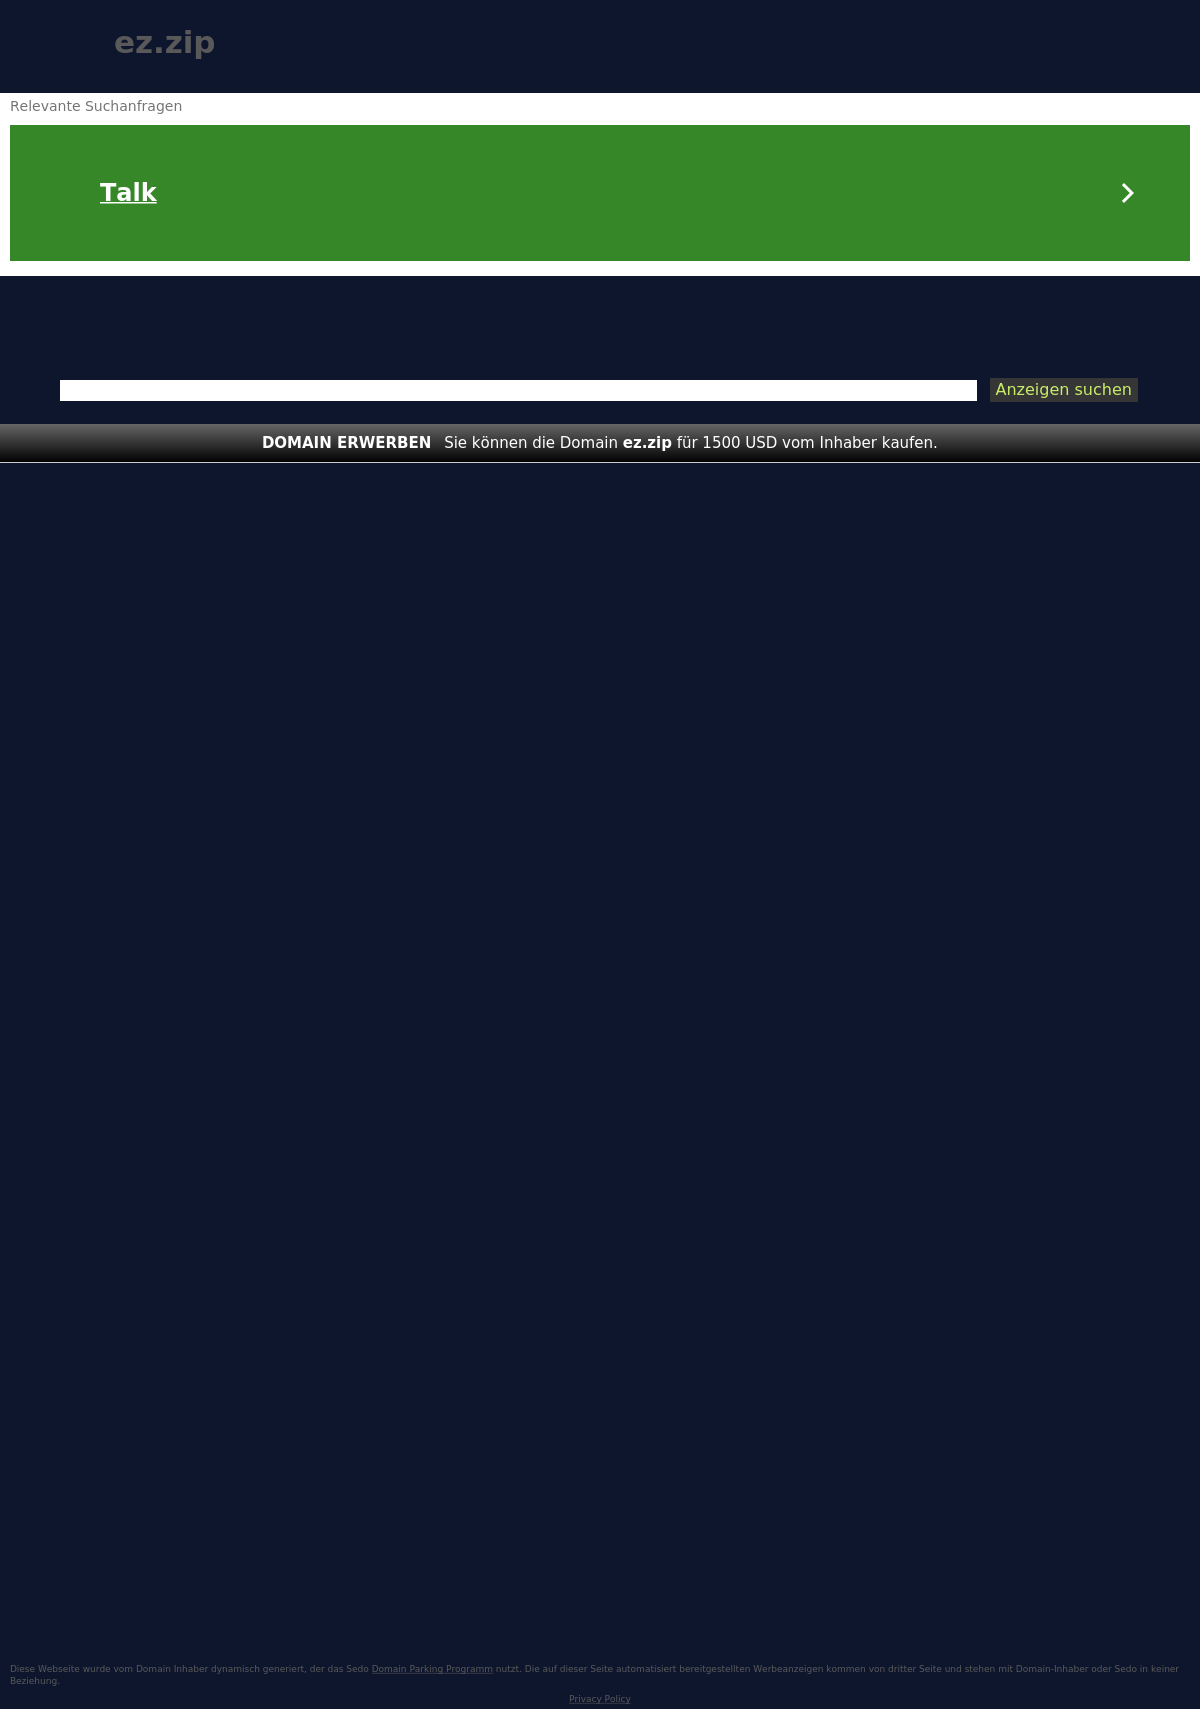 ez.zip
Relevante Suchanfragen
Talk
Anzeigen suchen
DOMAIN ERWERBEN Sie können die Domain ez.zip für 1500 USD vom Inhaber kaufen.
Diese Webseite wurde vom Domain Inhaber dynamisch generiert, der das Sedo Domain Parking Programm nutzt. Die auf dieser Seite automatisiert bereitgestellten Werbeanzeigen kommen von dritter Seite und stehen mit Domain-Inhaber oder Sedo in keiner
Beziehung.
Privacy Policy